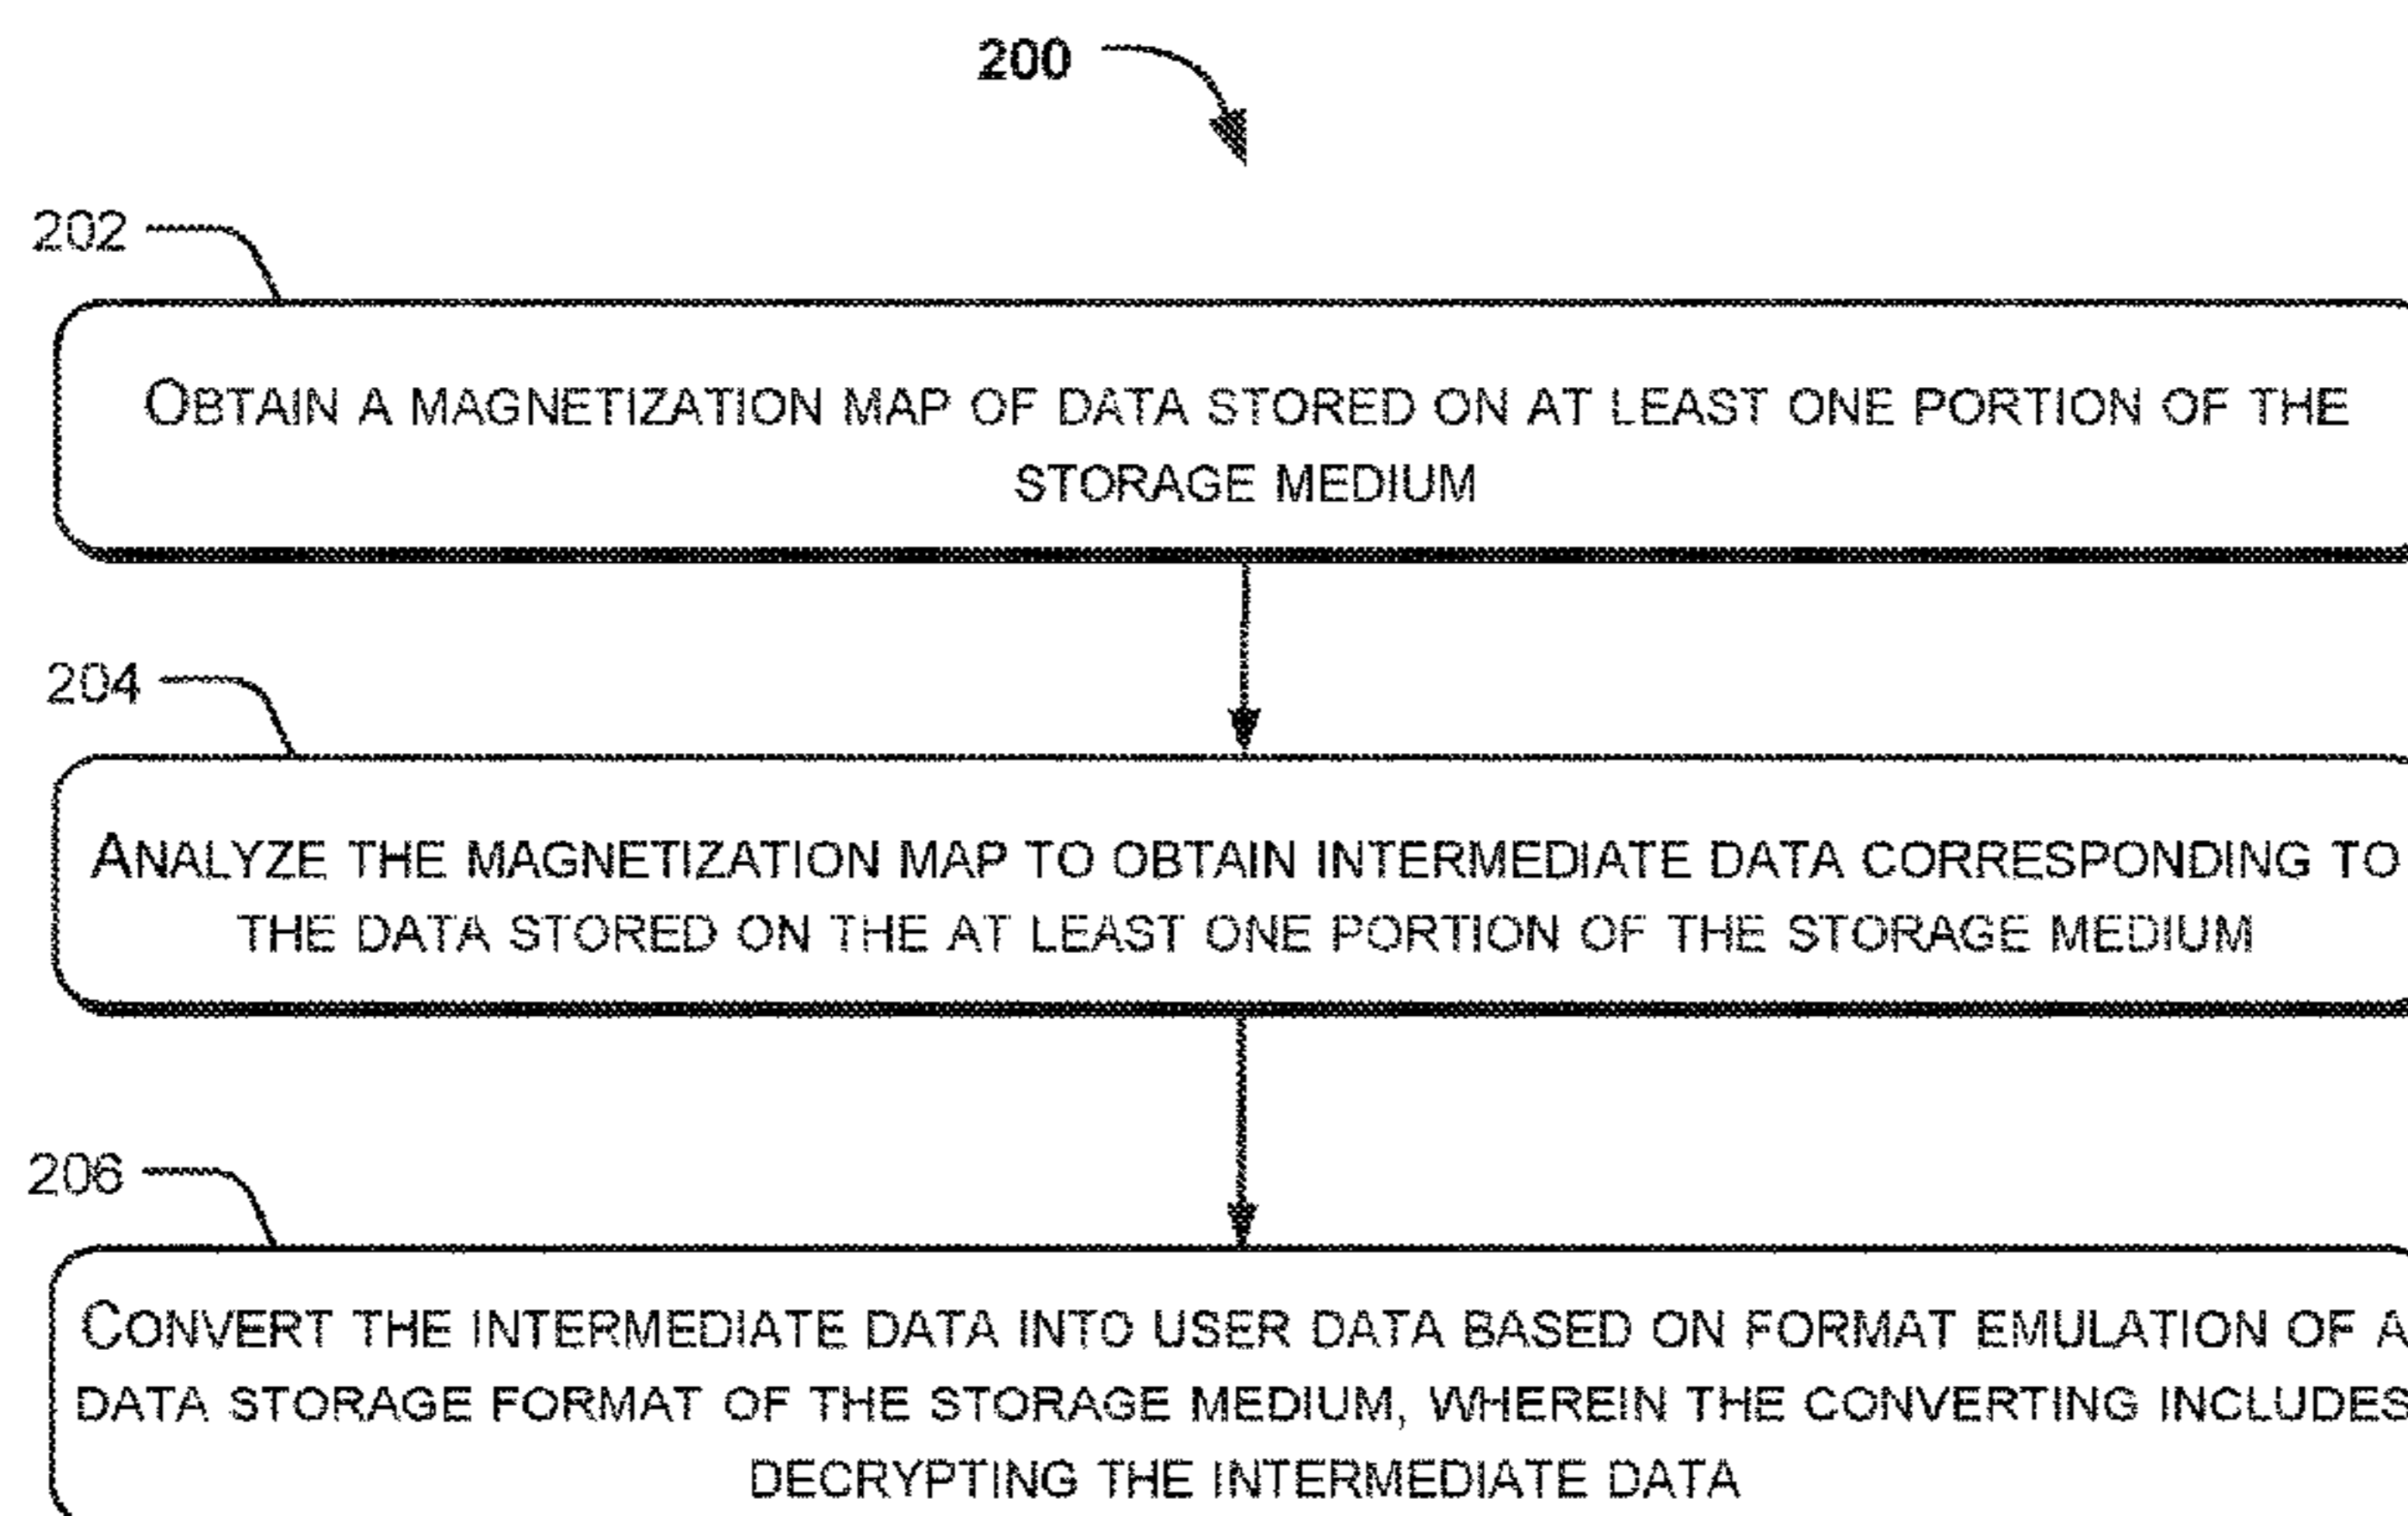 200
202
OBTAIN A MAGNETIZATION MAP OF DATA STORED ON AT LEAST ONE PORTION OF THE
STORAGE MEDIUM
204
ANALYZE THE MAGNETIZATION MAP TO OBTAIN INTERMEDIATE DATA CORRESPONDING TO
THE DATA STORED ON THE AT LEAST ONE PORTION OF THE STORAGE MEDIUM
206
CONVERT THE INTERMEDIATE DATA INTO USER DATA BASED ON FORMAT EMULATION OF A
DATA STORAGE FORMAT OF THE STORAGE MEDIUM, WHEREIN THE CONVERTING INCLUDES
DECRYPTING THE INTERMEDIATE DATA